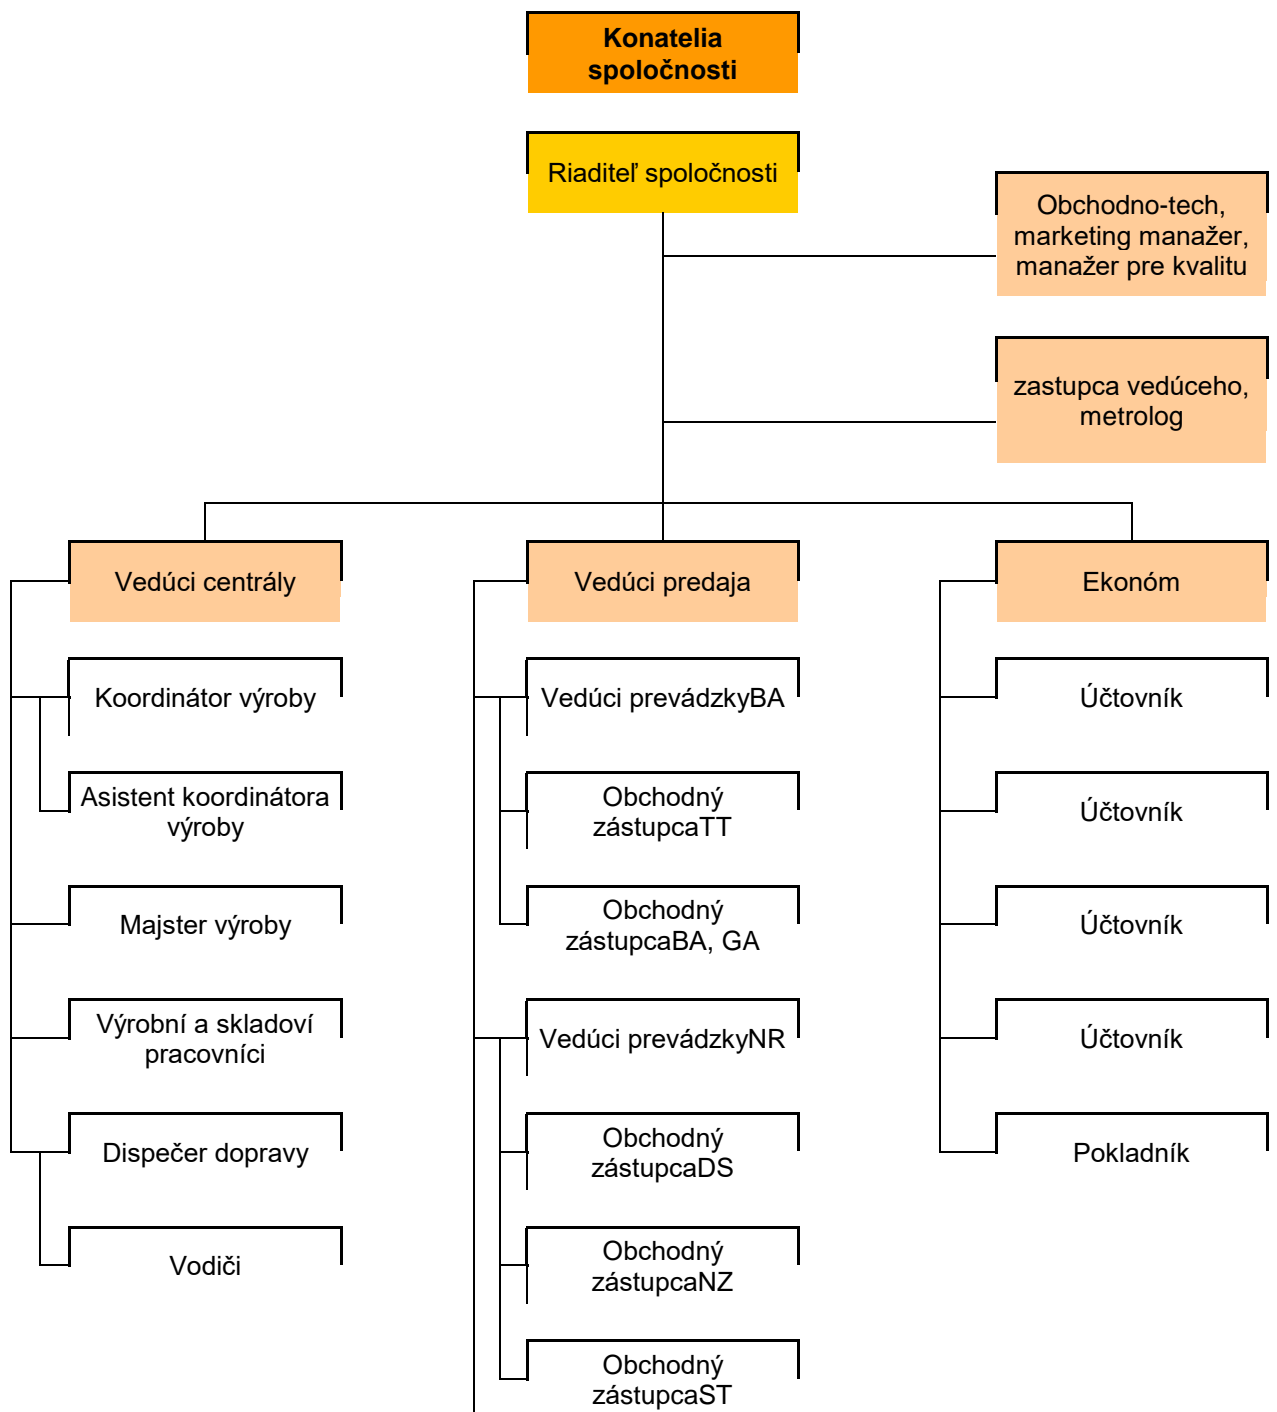 Konatelia
spoločnosti
Riaditeľ spoločnosti
Obchodno-tech,
marketing manažer,
manažer pre kvalitu
zastupca vedúceho,
metrolog
Vedúci centrály
Vedúci predaja
Ekonóm
Koordinátor výroby
Vedúci prevádzkyBA
Účtovník
Asistent koordinátora
výroby
Obchodný
zástupcaTT
Účtovník
Majster výroby
Obchodný
zástupcaBA, GA
Účtovník
Výrobní a skladoví
pracovníci
Vedúci prevádzkyNR
Účtovník
Dispečer dopravy
Obchodný
zástupcaDS
Pokladník
Vodiči
Obchodný
zástupcaNZ
Obchodný
zástupcaST